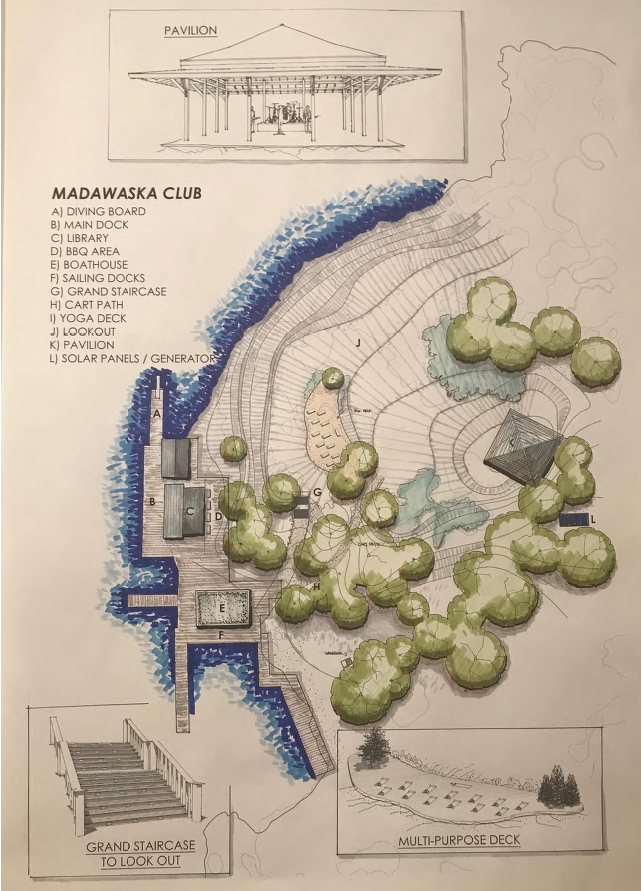 PAVILION
MADAWASKA CLUB
A) DIVING BOARD
B) MAIN DOCK
C) LIBRARY
D) BBQ AREA
E) BOATHOUSE
F) SAILING DOCKS
G) GRAND STAIRCASE
H) CART PATH
I) YOGA DECK
J) LOOKOUT
K) PAVILION
L) SOLAR PANELS / GENERATOR
J
A
G
B
C
D
L
H
E
F
GRAND STAIRCASE
TO LOOK OUT
MULTI-PURPOSE DECK